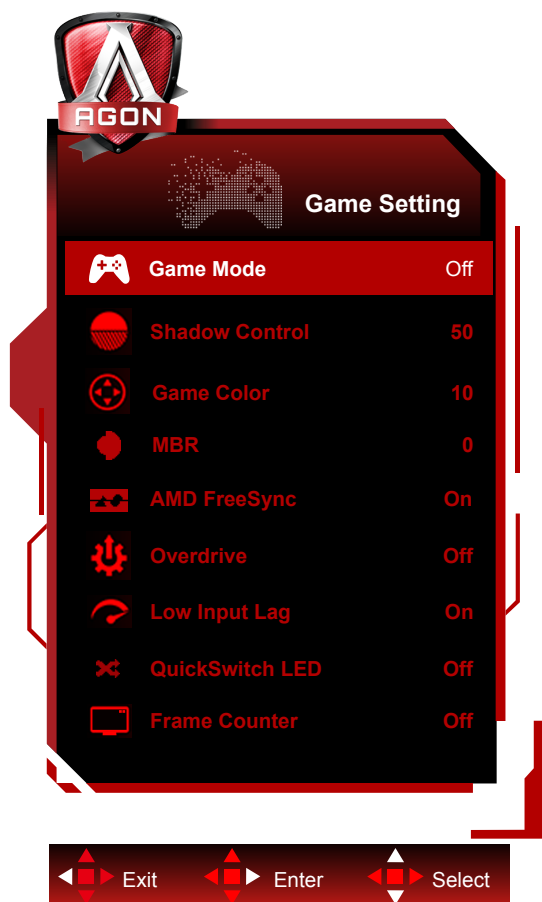 AGON
Game Setting
Game Mode Off
Shadow Control 50
Game Color 10
MBR 0
AMD FreeSync On
Overdrive Off
Low Input Lag On
QuickSwitch LED Off
Frame Counter Off
Exit Enter Select